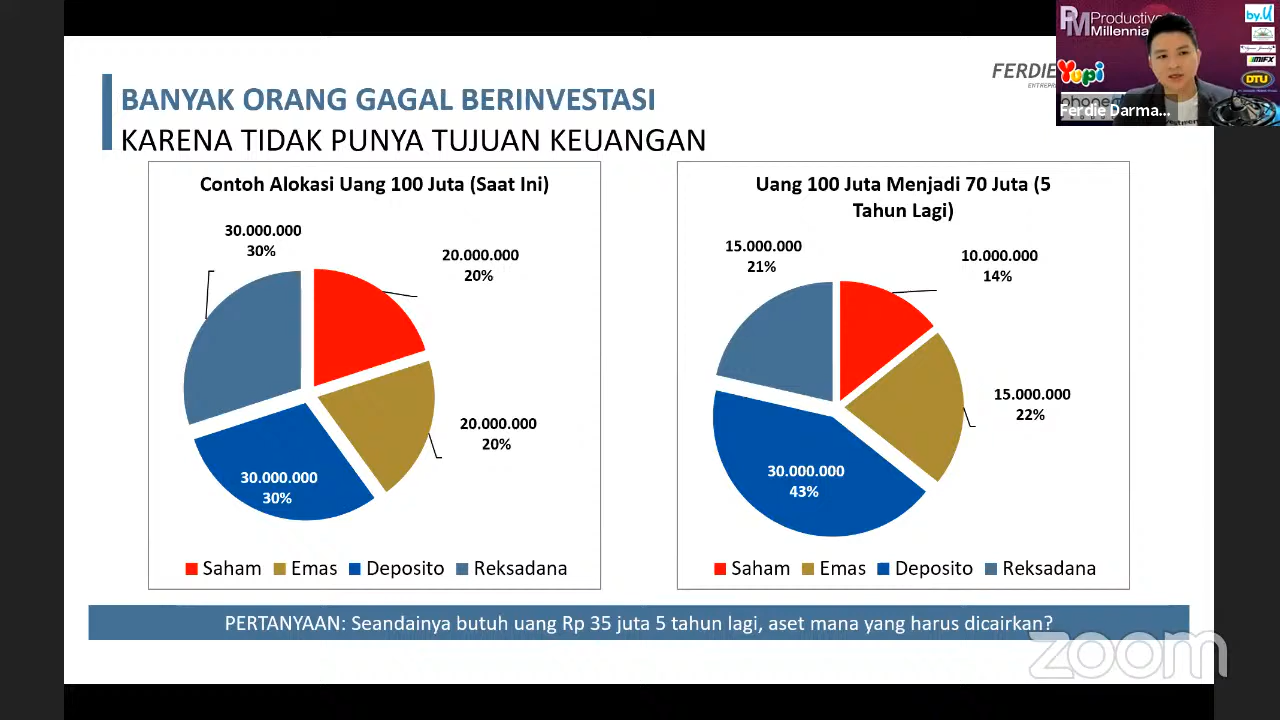 BANYAK ORANG GAGAL BERINVESTASI
KARENA TIDAK PUNYA TUJUAN KEUANGAN
FERDIE
Contoh Alokasi Uang 100 Juta (Saat Ini)
30.000.000
30%
20.000.000
20%
20.000.000
20%
30.000.000
30%
Saham Emas Deposito Reksadana
Uang 100 Juta Menjadi 70 Juta (5
Tahun Lagi)
15.000.000
21%
10.000.000
14%
15.000.000
22%
30.000.000
43%
Saham Emas Deposito Reksadana
PERTANYAAN: Seandainya butuh uang Rp 35 juta 5 tahun lagi, aset mana yang harus dicairkan?
zoom
PM Productive
Millennia
by.U
Yupi
MIFX
DTU
Ferdie Darma...